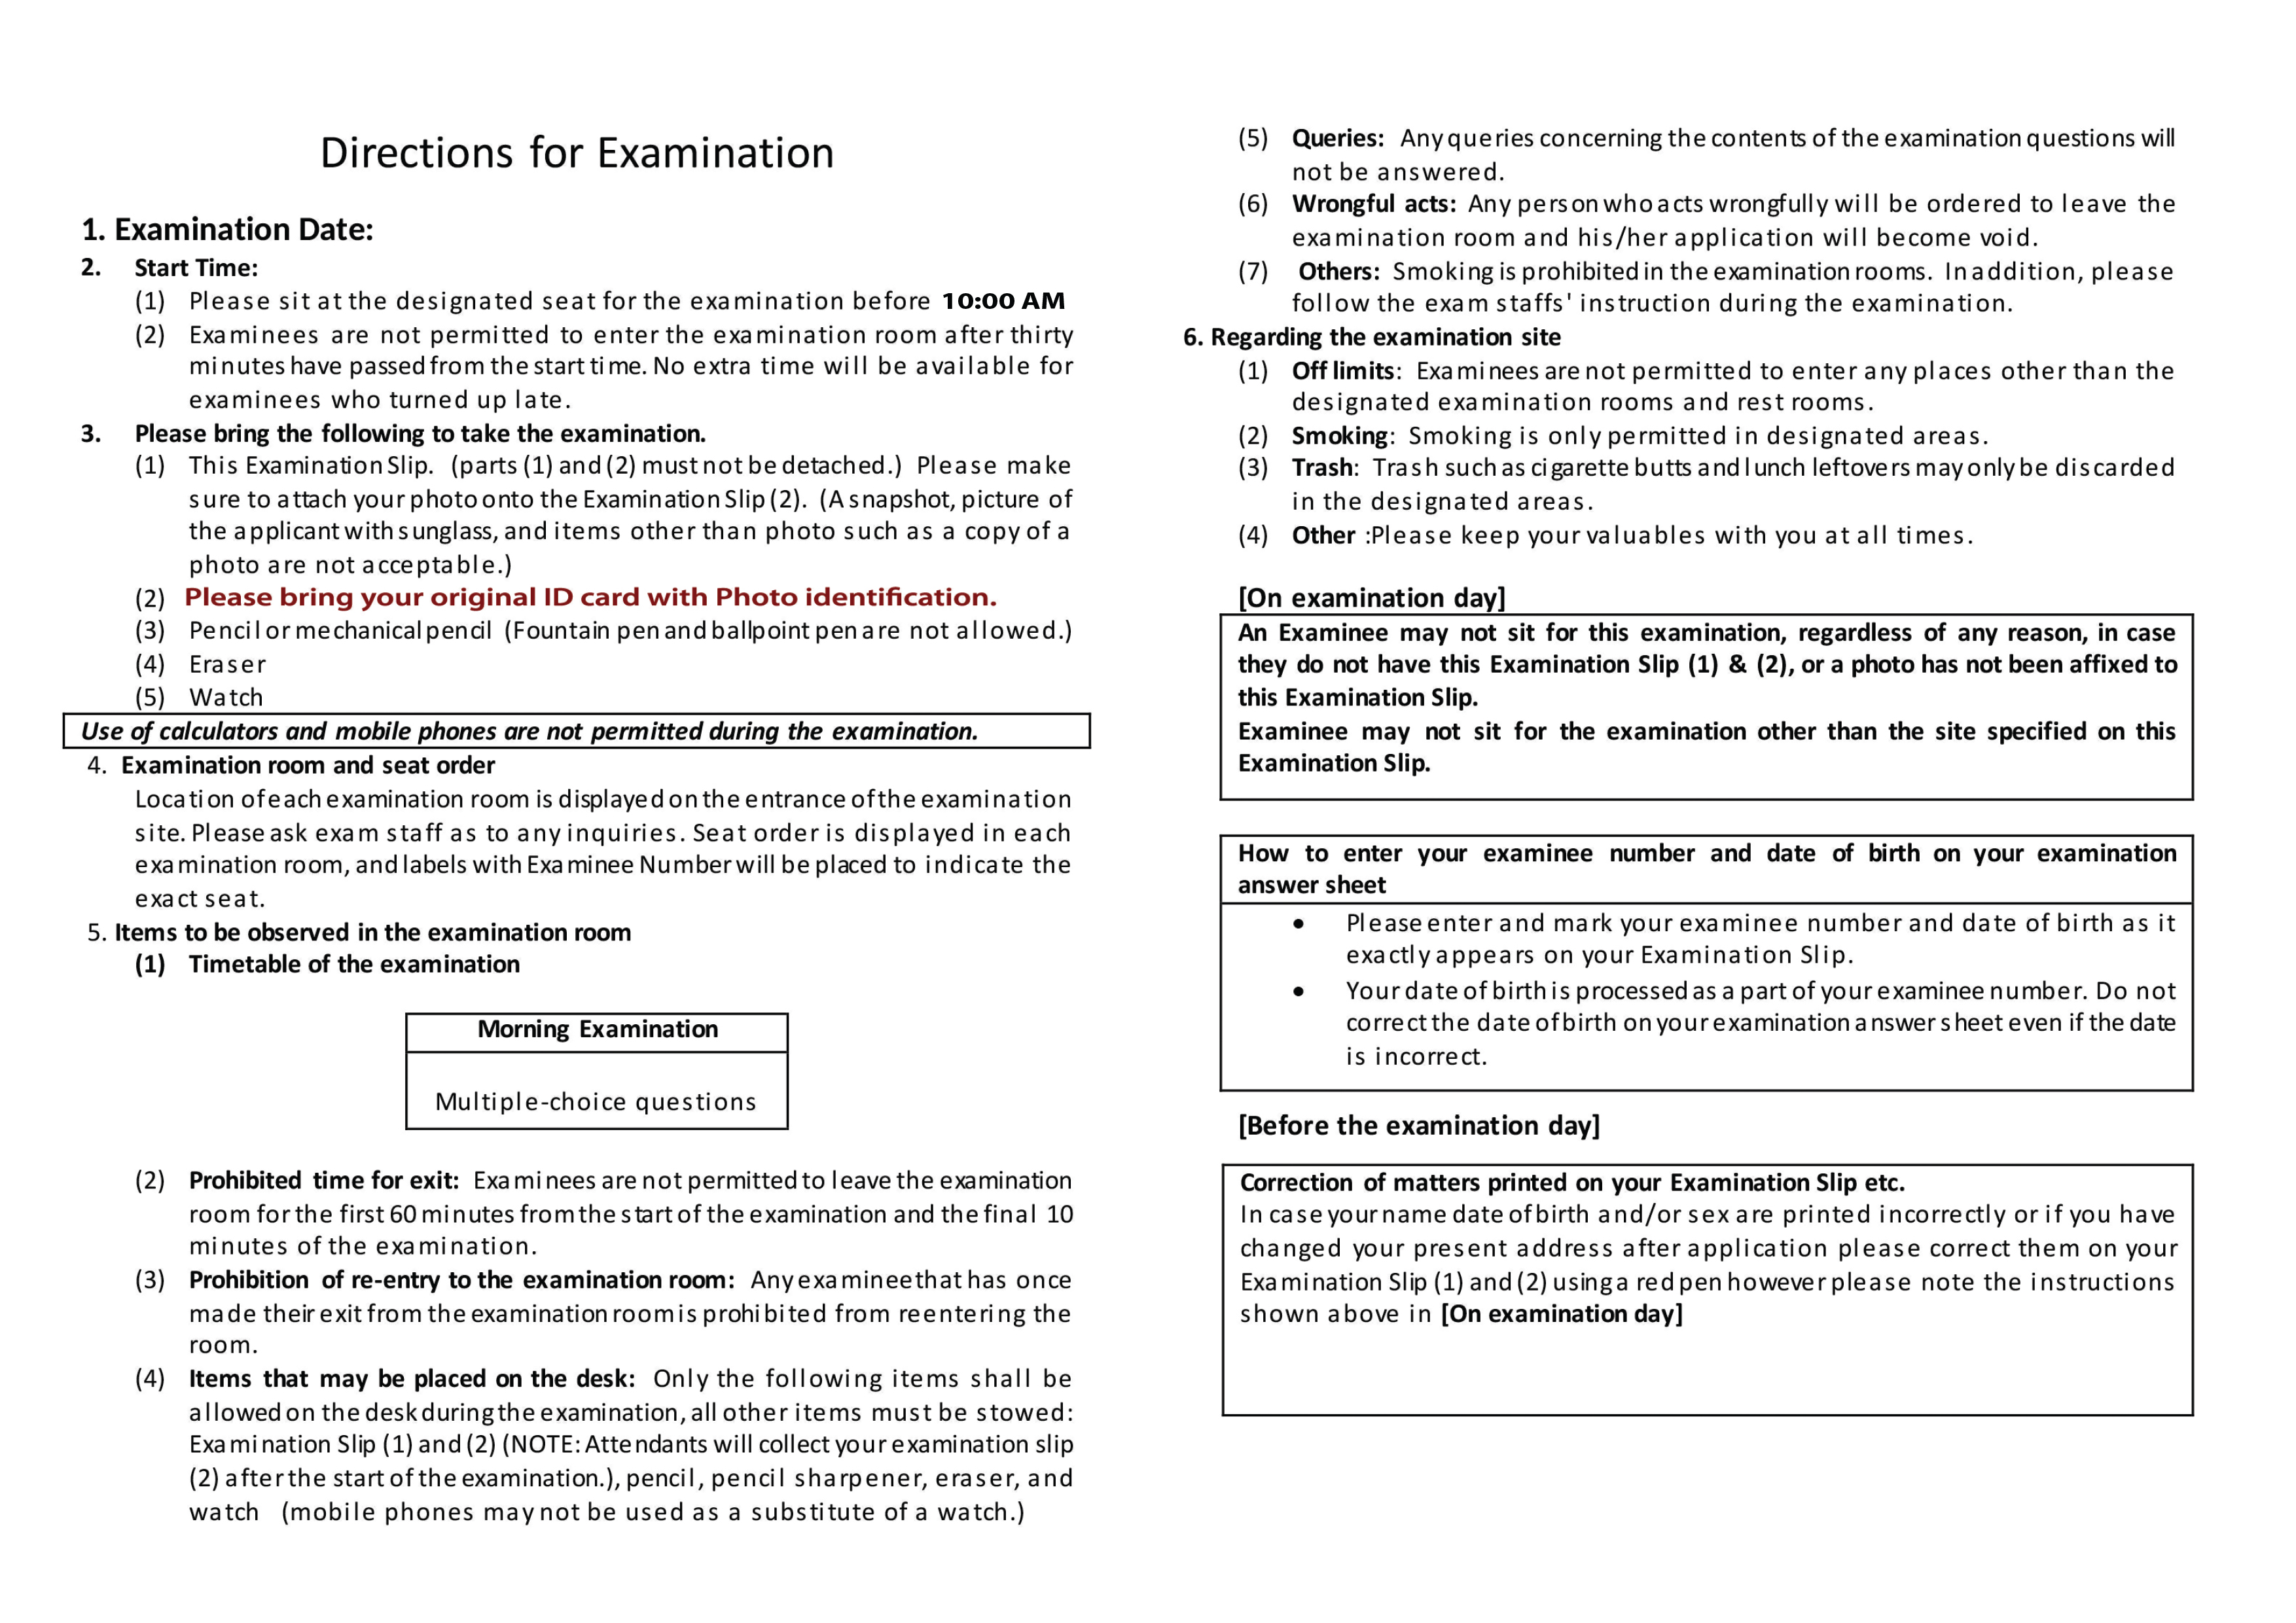 Directions for Examination
1. Examination Date:
2. Start Time:
(1) Please sit at the designated seat for the examination before 10:00 AM
(2) Examinees are not permitted to enter the examination room after thirty
minutes have passed from the start time. No extra time will be available for
examinees who turned up late.
3. Please bring the following to take the examination.
(1) This Examination Slip. (parts (1) and (2) must not be detached.) Please make
sure to attach your photo onto the Examination Slip (2). (A snapshot, picture of
the applicant with sunglass, and items other than photo such as a copy of a
photo are not acceptable.)
(2) Please bring your original ID card with Photo identification.
(3) Pencil or mechanical pencil (Fountain pen and ballpoint pen are not allowed.)
(4) Eraser
(5) Watch
Use of calculators and mobile phones are not permitted during the examination.
4. Examination room and seat order
Location of each examination room is displayed on the entrance of the examination
site. Please ask exam staff as to any inquiries. Seat order is displayed in each
examination room, and labels with Examinee Number will be placed to indicate the
exact seat.
5. Items to be observed in the examination room
(1) Timetable of the examination
Morning Examination
Multiple-choice questions
(2) Prohibited time for exit: Examinees are not permitted to leave the examination
room for the first 60 minutes from the start of the examination and the final 10
minutes of the examination.
(3) Prohibition of re-entry to the examination room: Any examinee that has once
made their exit from the examination room is prohibited from reentering the
room.
(4) Items that may be placed on the desk: Only the following items shall be
allowed on the desk during the examination, all other items must be stowed:
Examination Slip (1) and (2) (NOTE: Attendants will collect your examination slip
(2) after the start of the examination.), pencil, pencil sharpener, eraser, and
watch (mobile phones may not be used as a substitute of a watch.)
(5) Queries: Any queries concerning the contents of the examination questions will
not be answered.
(6) Wrongful acts: Any person who acts wrongfully will be ordered to leave the
examination room and his/her application will become void.
(7) Others: Smoking is prohibited in the examination rooms. In addition, please
follow the exam staffs' instruction during the examination.
6. Regarding the examination site
(1) Off limits: Examinees are not permitted to enter any places other than the
designated examination rooms and rest rooms.
(2) Smoking: Smoking is only permitted in designated areas.
(3) Trash: Trash such as cigarette butts and lunch leftovers may only be discarded
in the designated areas.
(4) Other :Please keep your valuables with you at all times.
[On examination day]
An Examinee may not sit for this examination, regardless of any reason, in case
they do not have this Examination Slip (1) & (2), or a photo has not been affixed to
this Examination Slip.
Examinee may not sit for the examination other than the site specified on this
Examination Slip.
How to enter your examinee number and date of birth on your examination
answer sheet
• Please enter and mark your examinee number and date of birth as it
exactly appears on your Examination Slip.
• Your date of birth is processed as a part of your examinee number. Do not
correct the date of birth on your examination answer sheet even if the date
is incorrect.
[Before the examination day]
Correction of matters printed on your Examination Slip etc.
In case your name date of birth and/or sex are printed incorrectly or if you have
changed your present address after application please correct them on your
Examination Slip (1) and (2) using a red pen however please note the instructions
shown above in [On examination day]